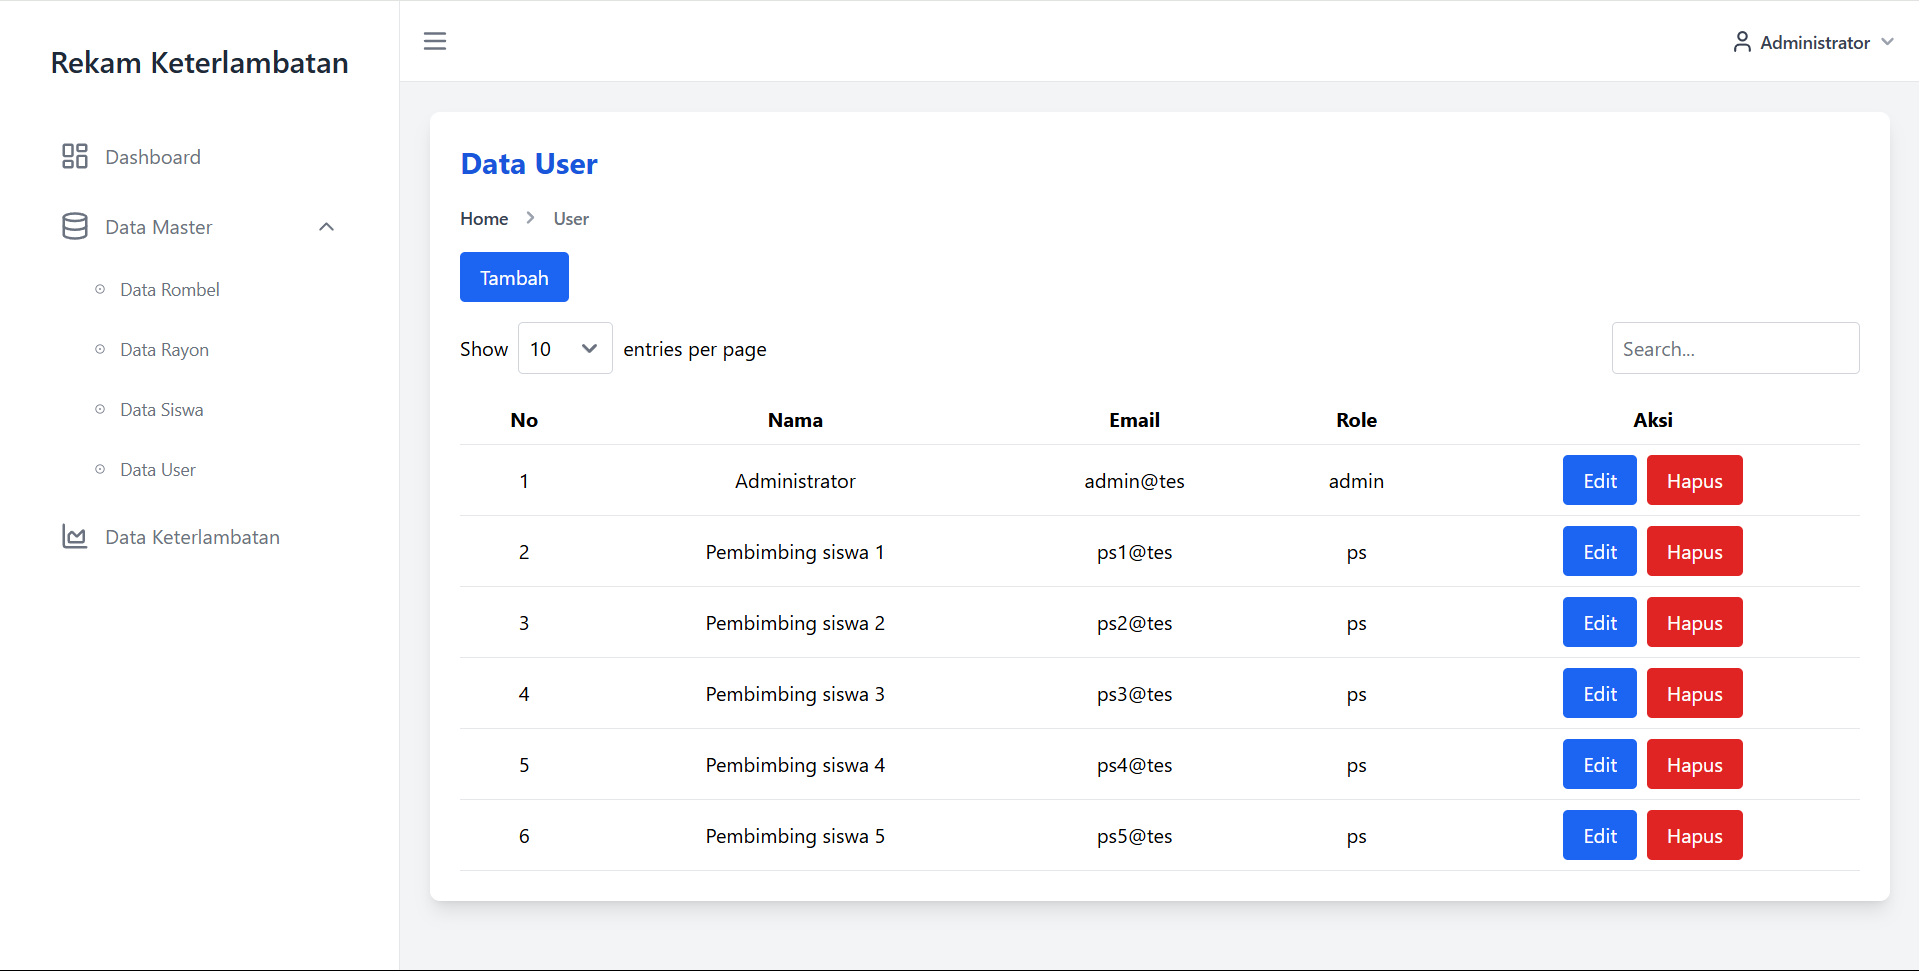 Rekam Keterlambatan
Dashboard
Data Master
Data Rombel
Data Rayon
Data Siswa
Data User
Data Keterlambatan
Administrator
Data User
Home User
Tambah
Show 10 entries per page
Search...
No Nama Email Role Aksi
1 Administrator admin@tes admin Edit Hapus
2 Pembimbing siswa 1 ps1@tes ps Edit Hapus
3 Pembimbing siswa 2 ps2@tes ps Edit Hapus
4 Pembimbing siswa 3 ps3@tes ps Edit Hapus
5 Pembimbing siswa 4 ps4@tes ps Edit Hapus
6 Pembimbing siswa 5 ps5@tes ps Edit Hapus